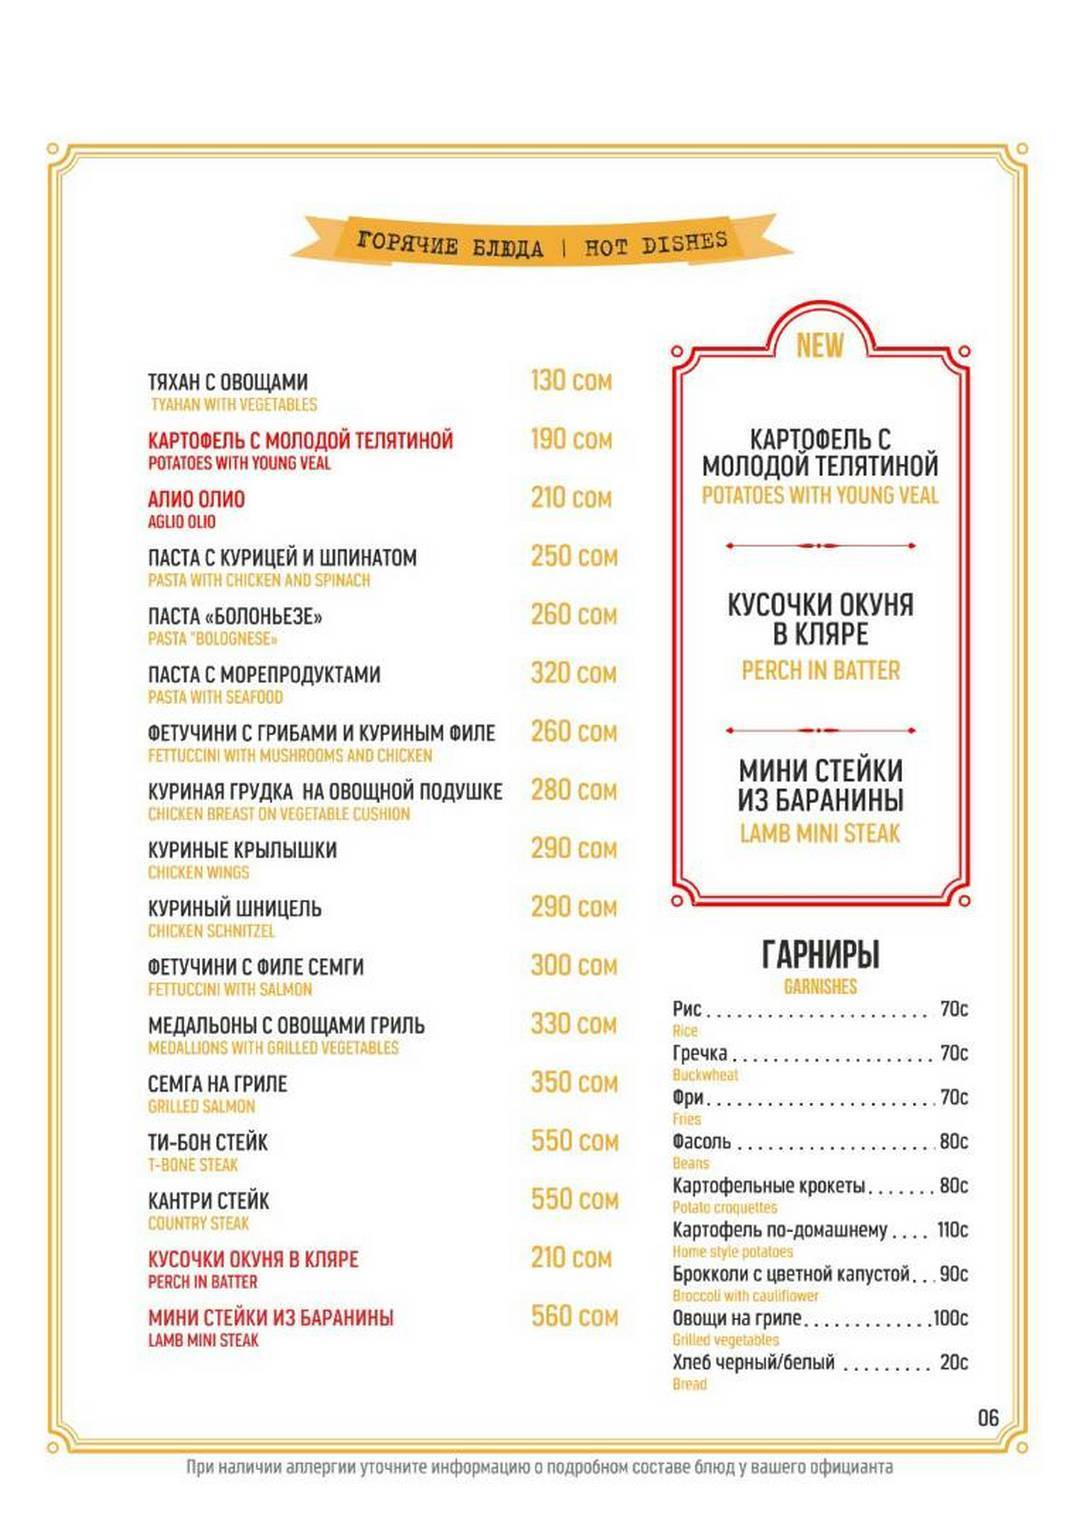 ГОРЯЧИЕ БЛЮДА | HOT DISHES
ТЯХАН С ОВОЩАМИ 130 СОМ
TYAHAN WITH VEGETABLES
КАРТОФЕЛЬ С МОЛОДОЙ ТЕЛЯТИНОЙ 190 СОМ
POTATOES WITH YOUNG VEAL
АЛИО ОЛИО 210 СОМ
AGLIO OLIO
ПАСТА С КУРИЦЕЙ И ШПИНАТОМ 250 СОМ
PASTA WITH CHICKEN AND SPINACH
ПАСТА «БОЛОНЬЕЗЕ» 260 СОМ
PASTA "BOLOGNESE»
ПАСТА С МОРЕПРОДУКТАМИ 320 СОМ
PASTA WITH SEAFOOD
ФЕТУЧИНИ С ГРИБАМИ И КУРИНЫМ ФИЛЕ 260 СОМ
FETTUCCINI WITH MUSHROOMS AND CHICKEN
КУРИНАЯ ГРУДКА НА ОВОЩНОЙ ПОДУШКЕ 280 СОМ
CHICKEN BREAST ON VEGETABLE CUSHION
КУРИНЫЕ КРЫЛЫШКИ 290 СОМ
CHICKEN WINGS
КУРИНЫЙ ШНИЦЕЛЬ 290 СОМ
CHICKEN SCHNITZEL
ФЕТУЧИНИ С ФИЛЕ СЕМГИ 300 СОМ
FETTUCCINI WITH SALMON
МЕДАЛЬОНЫ С ОВОЩАМИ ГРИЛЬ 330 СОМ
MEDALLIONS WITH GRILLED VEGETABLES
СЕМГА НА ГРИЛЕ 350 СОМ
GRILLED SALMON
ТИ-БОН СТЕЙК 550 СОМ
T-BONE STEAK
КАНТРИ СТЕЙК 550 СОМ
COUNTRY STEAK
КУСОЧКИ ОКУНЯ В КЛЯРЕ 210 СОМ
PERCH IN BATTER
МИНИ СТЕЙКИ ИЗ БАРАНИНЫ 560 СОМ
LAMB MINI STEAK
NEW
КАРТОФЕЛЬ С
МОЛОДОЙ ТЕЛЯТИНОЙ
POTATOES WITH YOUNG VEAL
КУСОЧКИ ОКУНЯ
В КЛЯРЕ
PERCH IN BATTER
МИНИ СТЕЙКИ
ИЗ БАРАНИНЫ
LAMB MINI STEAK
ГАРНИРЫ
GARNISHES
Рис . . . . . . . . . . . . . . . . . . . . . . 70с
Rice
Гречка . . . . . . . . . . . . . . . . . . . . 70с
Buckwheat
Фри . . . . . . . . . . . . . . . . . . . . . . 70с
Fries
Фасоль . . . . . . . . . . . . . . . . . . . 80с
Beans
Картофельные крокеты . . . . . . . 80с
Potato croquettes
Картофель по-домашнему . . . . 110с
Home style potatoes
Брокколи с цветной капустой . . . 90с
Broccoli with cauliflower
Овощи на гриле . . . . . . . . . . . . . 100с
Grilled vegetables
Хлеб черный/белый . . . . . . . . . 20с
Bread
06
При наличии аллергии уточните информацию о подробном составе блюд у вашего официанта